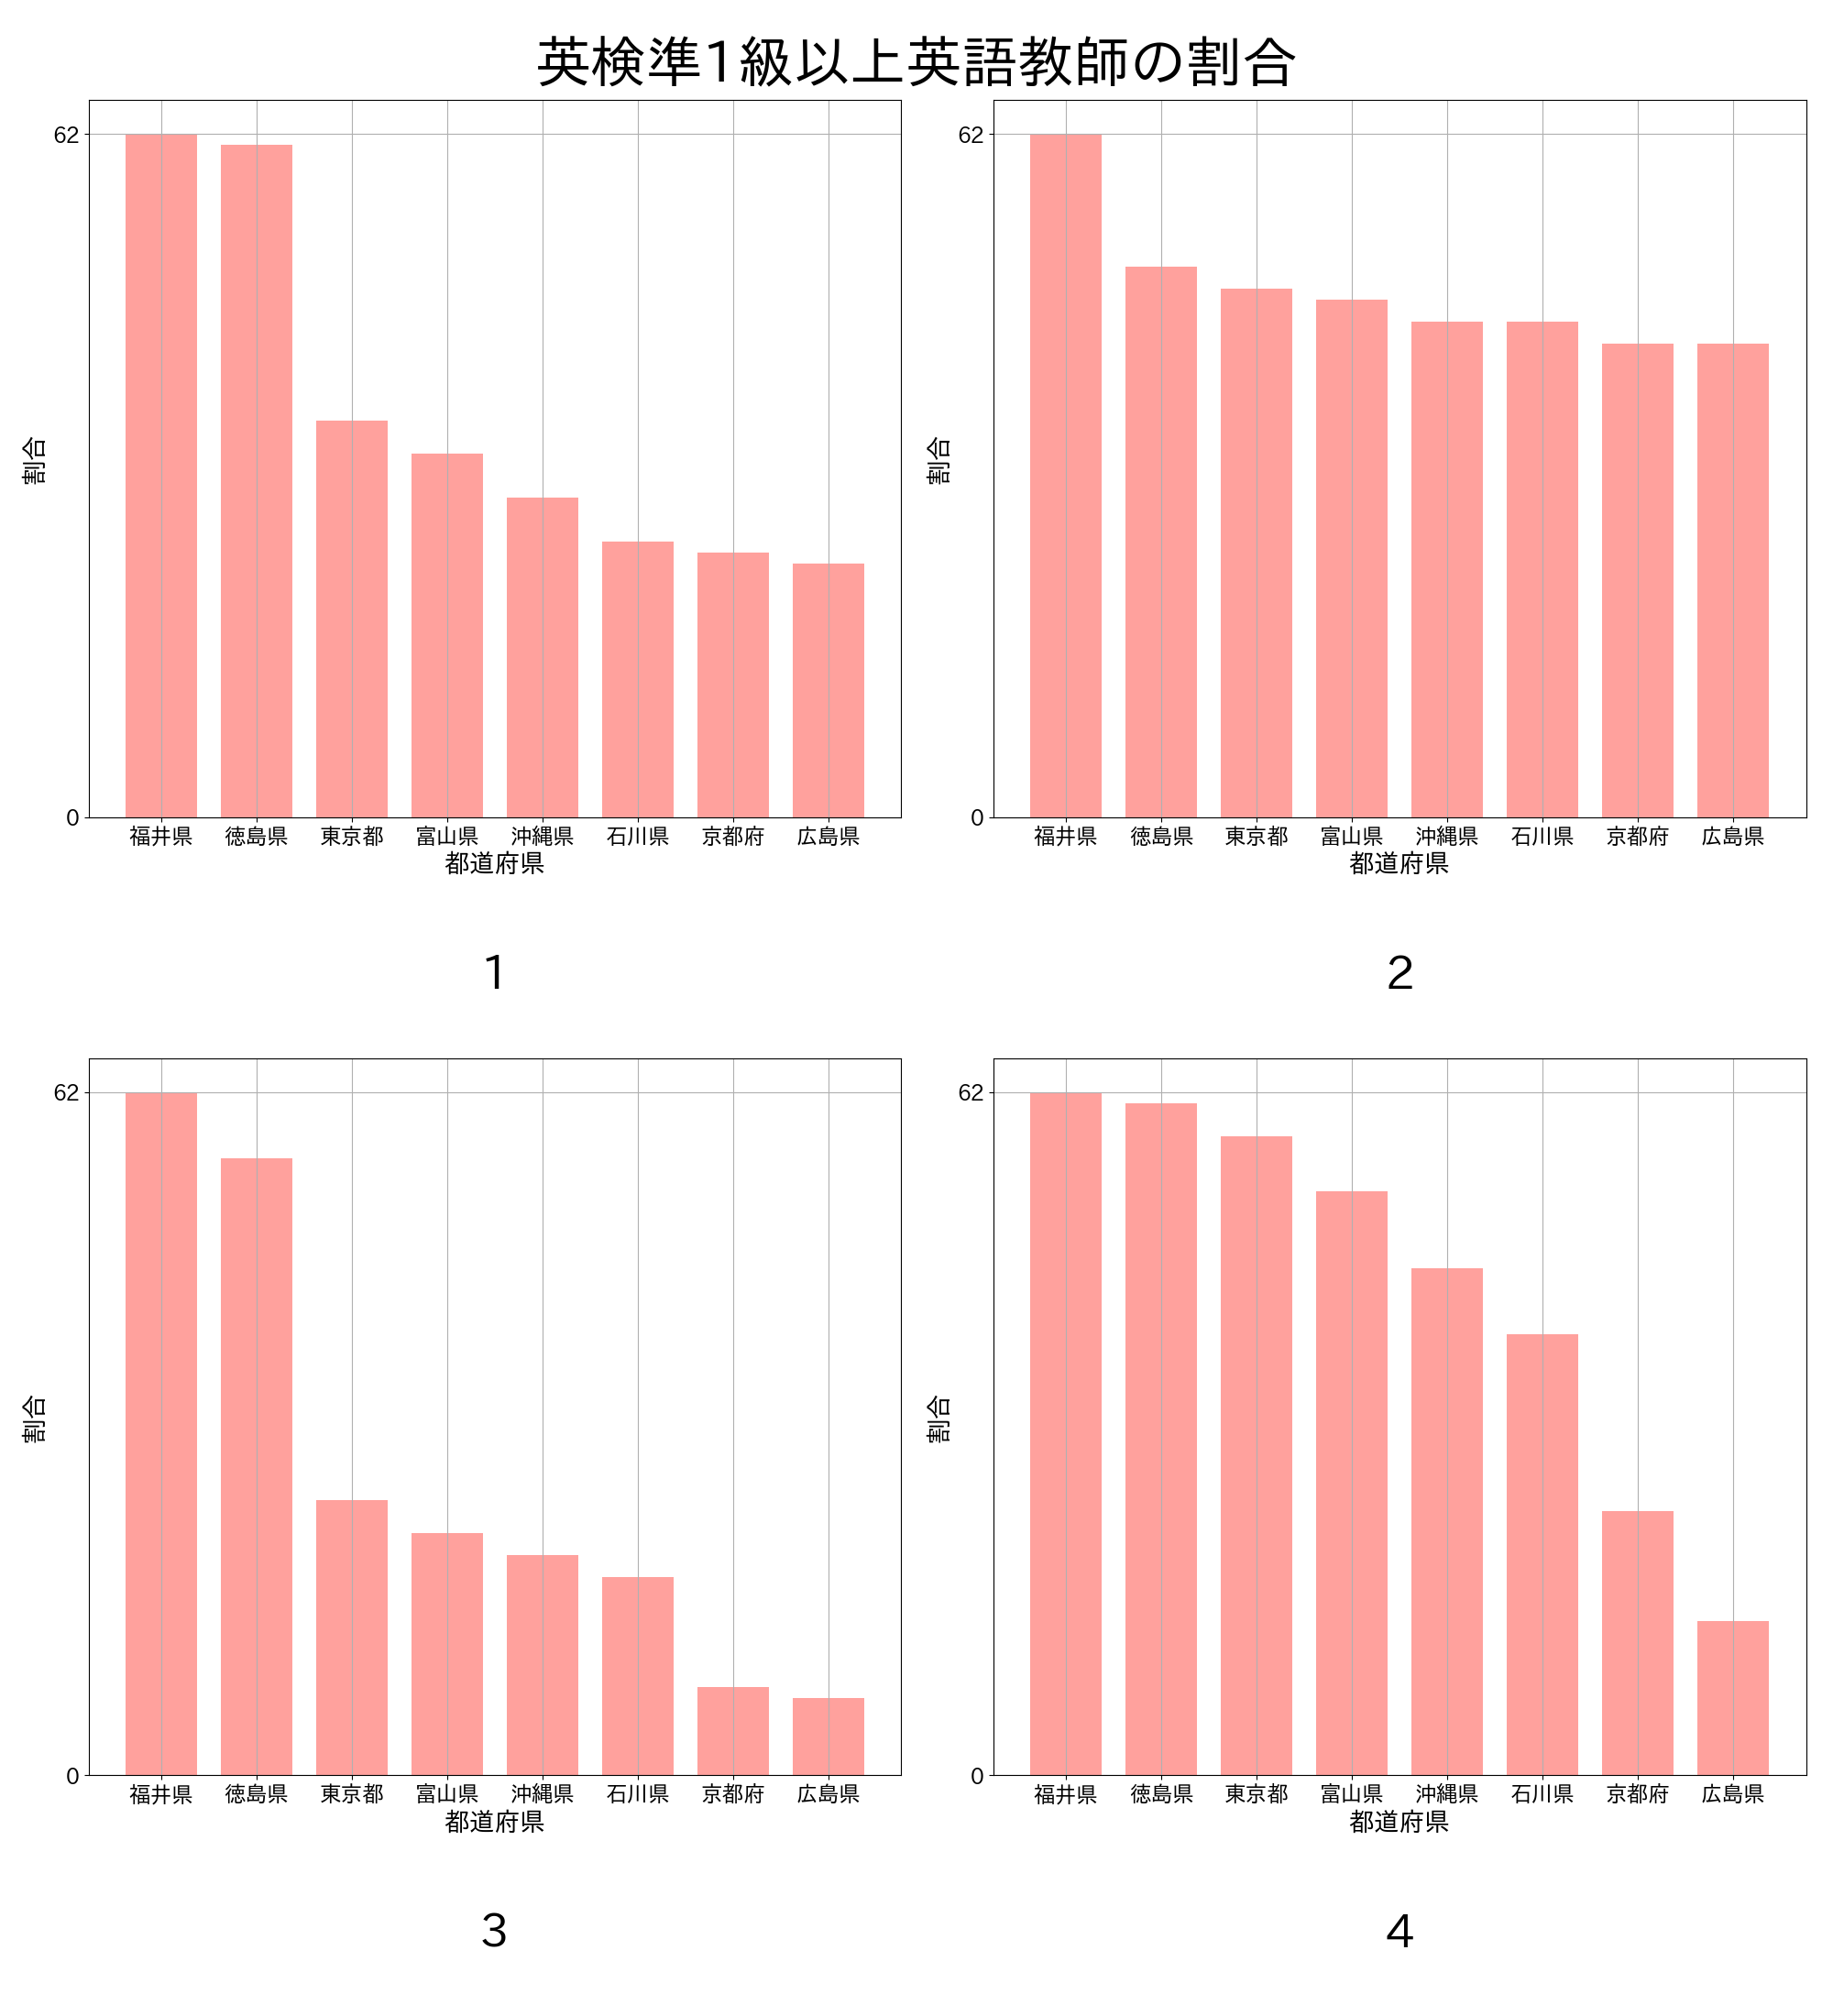 英検準1級以上英語教師の割合
62
0
割合
福井県 徳島県 東京都 富山県 沖縄県 石川県 京都府 広島県
都道府県
1
62
0
割合
福井県 徳島県 東京都 富山県 沖縄県 石川県 京都府 広島県
都道府県
2
62
0
割合
福井県 徳島県 東京都 富山県 沖縄県 石川県 京都府 広島県
都道府県
3
62
0
割合
福井県 徳島県 東京都 富山県 沖縄県 石川県 京都府 広島県
都道府県
4